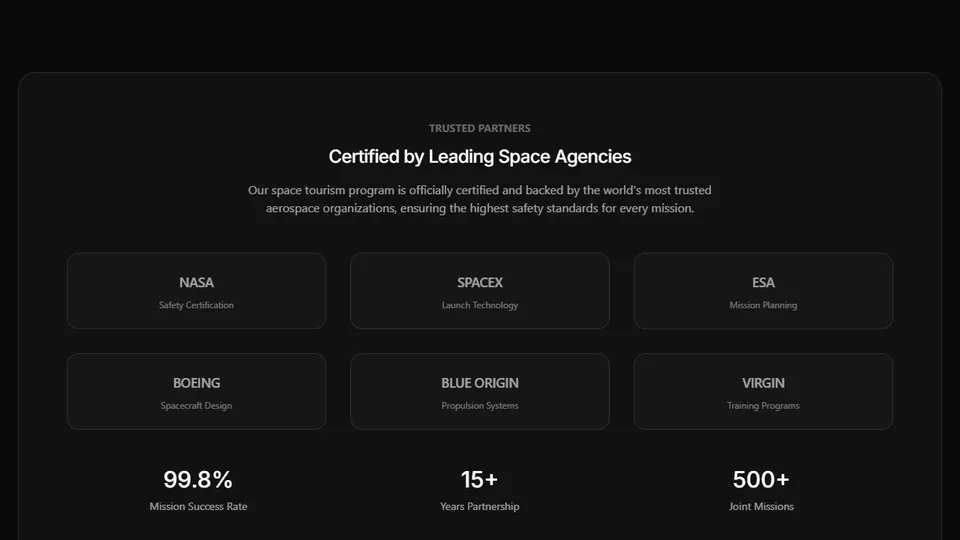 TRUSTED PARTNERS
Certified by Leading Space Agencies
Our space tourism program is officially certified and backed by the world's most trusted
aerospace organizations, ensuring the highest safety standards for every mission.
NASA
Safety Certification
SPACEX
Launch Technology
ESA
Mission Planning
BOEING
Spacecraft Design
BLUE ORIGIN
Propulsion Systems
VIRGIN
Training Programs
99.8%
Mission Success Rate
15+
Years Partnership
500+
Joint Missions